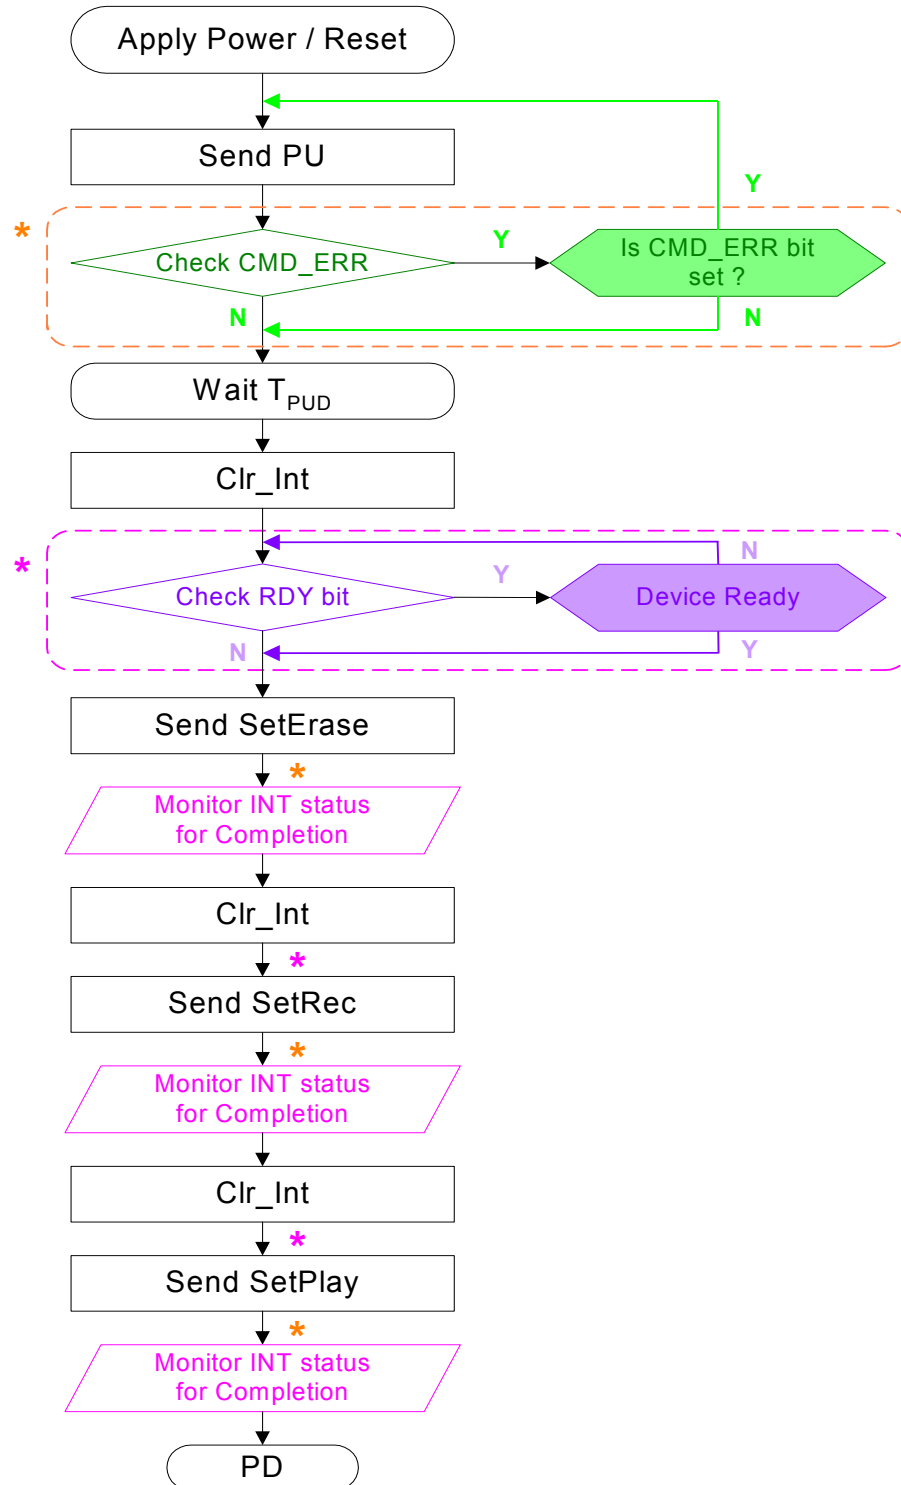 Apply Power / Reset
Send PU
Y
*
Check CMD_ERR
Y
Is CMD_ERR bit
set ?
N
N
Wait T_PUD
Clr_Int
*
N
Check RDY bit
Y
Device Ready
N
Y
Send SetErase
*
Monitor INT status
for Completion
Clr_Int
*
Send SetRec
*
Monitor INT status
for Completion
Clr_Int
*
Send SetPlay
*
Monitor INT status
for Completion
PD